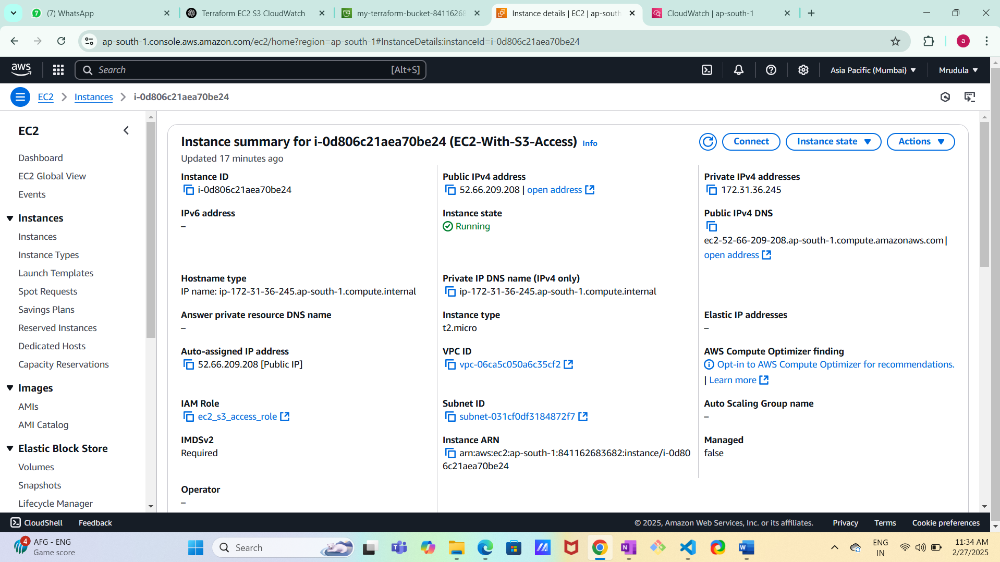 (7) WhatsApp
Terraform EC2 S3 CloudWatch
my-terraform-bucket-84116268
Instance details | EC2 | ap-south
CloudWatch | ap-south-1
ap-south-1.console.aws.amazon.com/ec2/home?region=ap-south-1#InstanceDetails:instanceId=i-0d806c21aea70be24
a
aws
Search
[Alt+S]
Asia Pacific (Mumbai)
Mrudula
EC2
Instances
i-0d806c21aea70be24
EC2
Dashboard
EC2 Global View
Events
Instances
Instances
Instance Types
Launch Templates
Spot Requests
Savings Plans
Reserved Instances
Dedicated Hosts
Capacity Reservations
Images
AMIs
AMI Catalog
Elastic Block Store
Volumes
Snapshots
Lifecycle Manager
Instance summary for i-0d806c21aea70be24 (EC2-With-S3-Access) Info
Updated 17 minutes ago
Connect
Instance state
Actions
Instance ID
i-0d806c21aea70be24
Public IPv4 address
52.66.209.208 | open address
Private IPv4 addresses
172.31.36.245
IPv6 address
–
Instance state
Running
Public IPv4 DNS
ec2-52-66-209-208.ap-south-1.compute.amazonaws.com |
open address
Hostname type
IP name: ip-172-31-36-245.ap-south-1.compute.internal
Private IP DNS name (IPv4 only)
ip-172-31-36-245.ap-south-1.compute.internal
Answer private resource DNS name
–
Instance type
t2.micro
Elastic IP addresses
–
Auto-assigned IP address
52.66.209.208 [Public IP]
VPC ID
vpc-06ca5c050a6c35cf2
AWS Compute Optimizer finding
Opt-in to AWS Compute Optimizer for recommendations.
| Learn more
IAM Role
ec2_s3_access_role
Subnet ID
subnet-031cf0df3184872f7
Auto Scaling Group name
–
IMDSv2
Required
Instance ARN
arn:aws:ec2:ap-south-1:841162683682:instance/i-0d80
6c21aea70be24
Managed
false
Operator
–
CloudShell
Feedback
© 2025, Amazon Web Services, Inc. or its affiliates.
Privacy
Terms
Cookie preferences
4
AFG - ENG
Game score
Search
ENG
IN
11:34 AM
2/27/2025